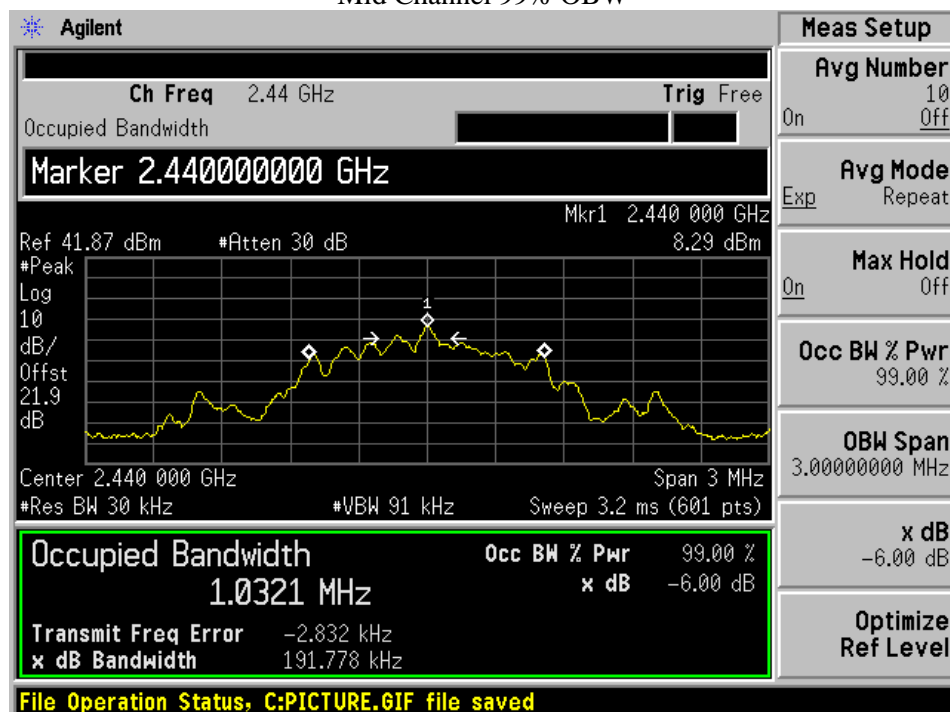 Mid Channel 99% OBW
Agilent
Meas Setup
Ch Freq 2.44 GHz Trig Free
Occupied Bandwidth
Marker 2.440000000 GHz
Mkr1 2.440 000 GHz
Ref 41.87 dBm #Atten 30 dB 8.29 dBm
#Peak
Log
10
dB/
Offst
21.9
dB
1
Center 2.440 000 GHz Span 3 MHz
#Res BW 30 kHz #VBW 91 kHz Sweep 3.2 ms (601 pts)
Occupied Bandwidth Occ BW % Pwr 99.00 %
1.0321 MHz x dB -6.00 dB
Transmit Freq Error -2.832 kHz
x dB Bandwidth 191.778 kHz
File Operation Status, C:PICTURE.GIF file saved
Avg Number
10
On Off
Avg Mode
Exp Repeat
Max Hold
On Off
Occ BW % Pwr
99.00 %
OBW Span
3.00000000 MHz
x dB
-6.00 dB
Optimize
Ref Level